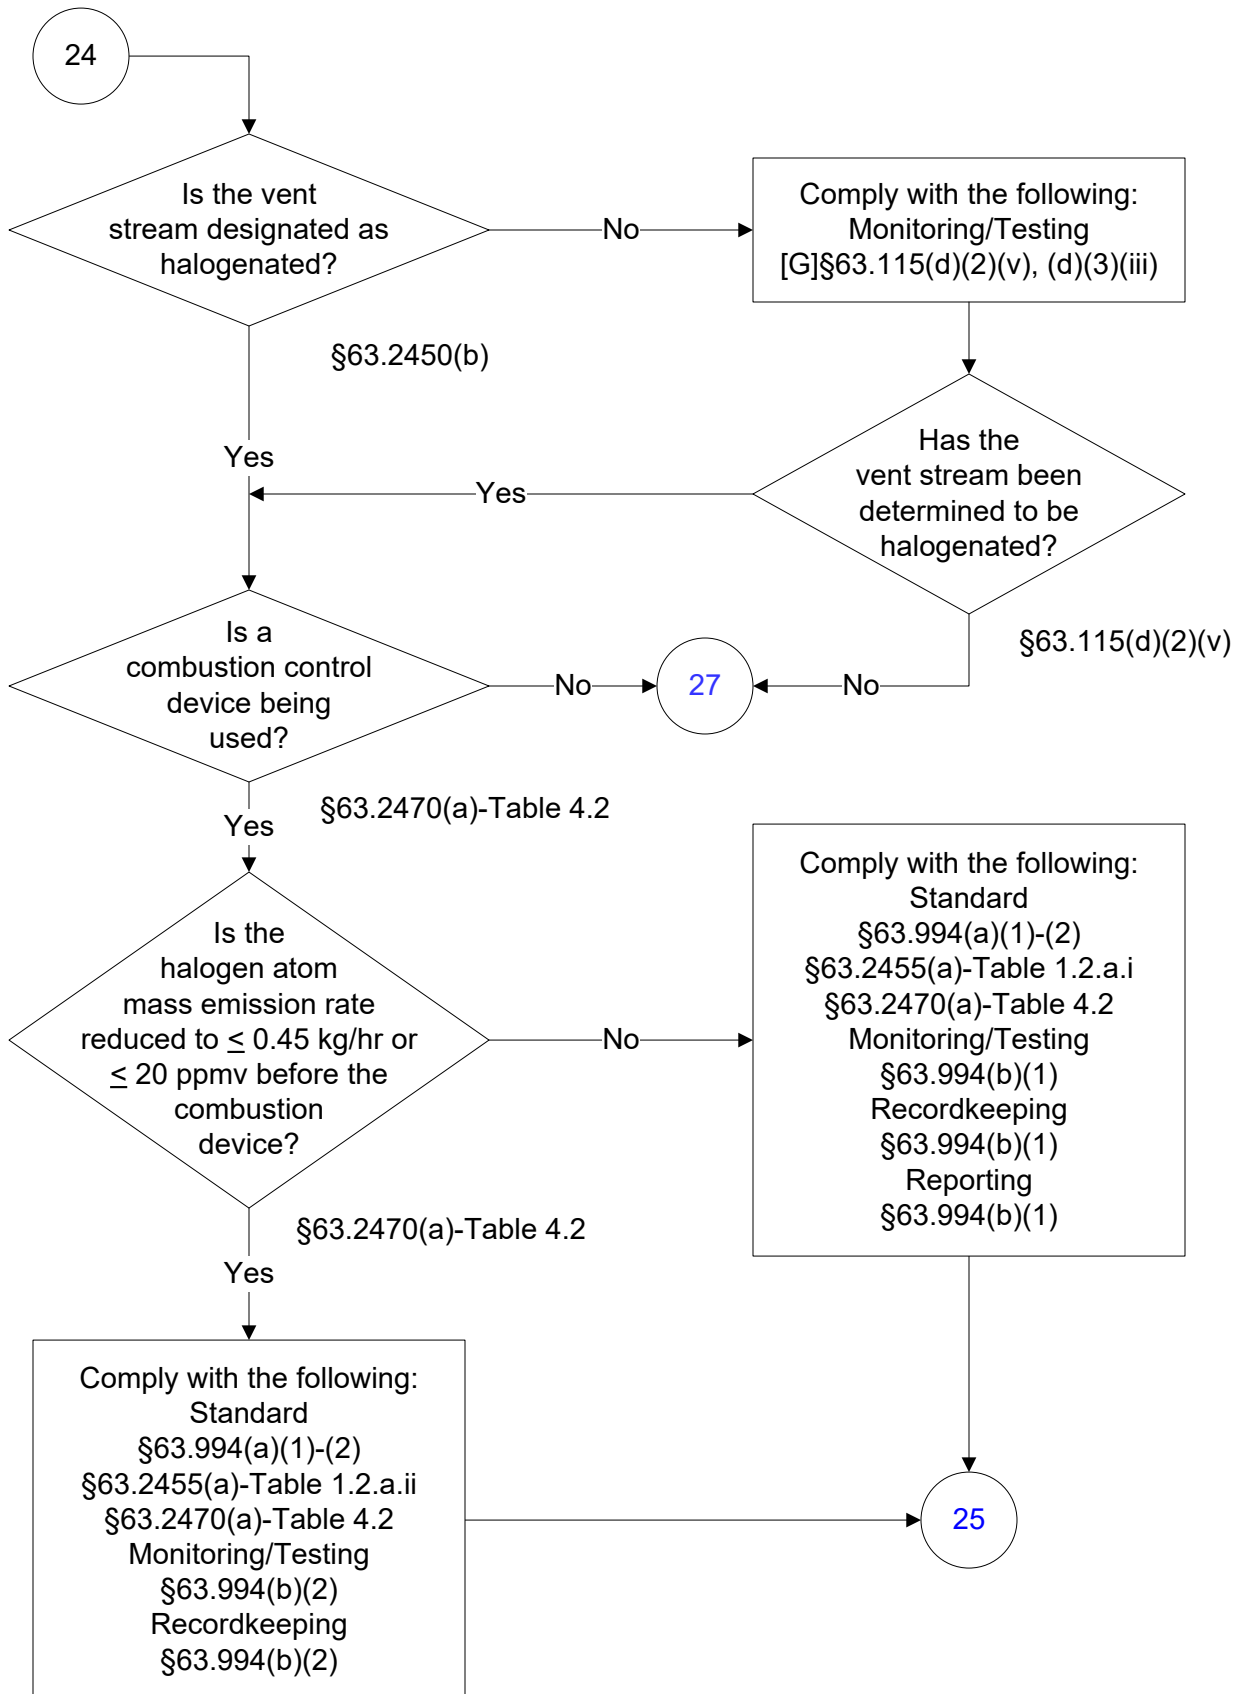 24
Is the vent
stream designated as
halogenated?
No
Comply with the following:
Monitoring/Testing
[G]§63.115(d)(2)(v), (d)(3)(iii)
§63.2450(b)
Yes
Has the
vent stream been
determined to be
halogenated?
Yes
§63.115(d)(2)(v)
No
Is a
combustion control
device being
used?
No
27
§63.2470(a)-Table 4.2
Yes
Is the
halogen atom
mass emission rate
reduced to ≤ 0.45 kg/hr or
≤ 20 ppmv before the
combustion
device?
No
Comply with the following:
Standard
§63.994(a)(1)-(2)
§63.2455(a)-Table 1.2.a.i
§63.2470(a)-Table 4.2
Monitoring/Testing
§63.994(b)(1)
Recordkeeping
§63.994(b)(1)
Reporting
§63.994(b)(1)
§63.2470(a)-Table 4.2
Yes
Comply with the following:
Standard
§63.994(a)(1)-(2)
§63.2455(a)-Table 1.2.a.ii
§63.2470(a)-Table 4.2
Monitoring/Testing
§63.994(b)(2)
Recordkeeping
§63.994(b)(2)
25